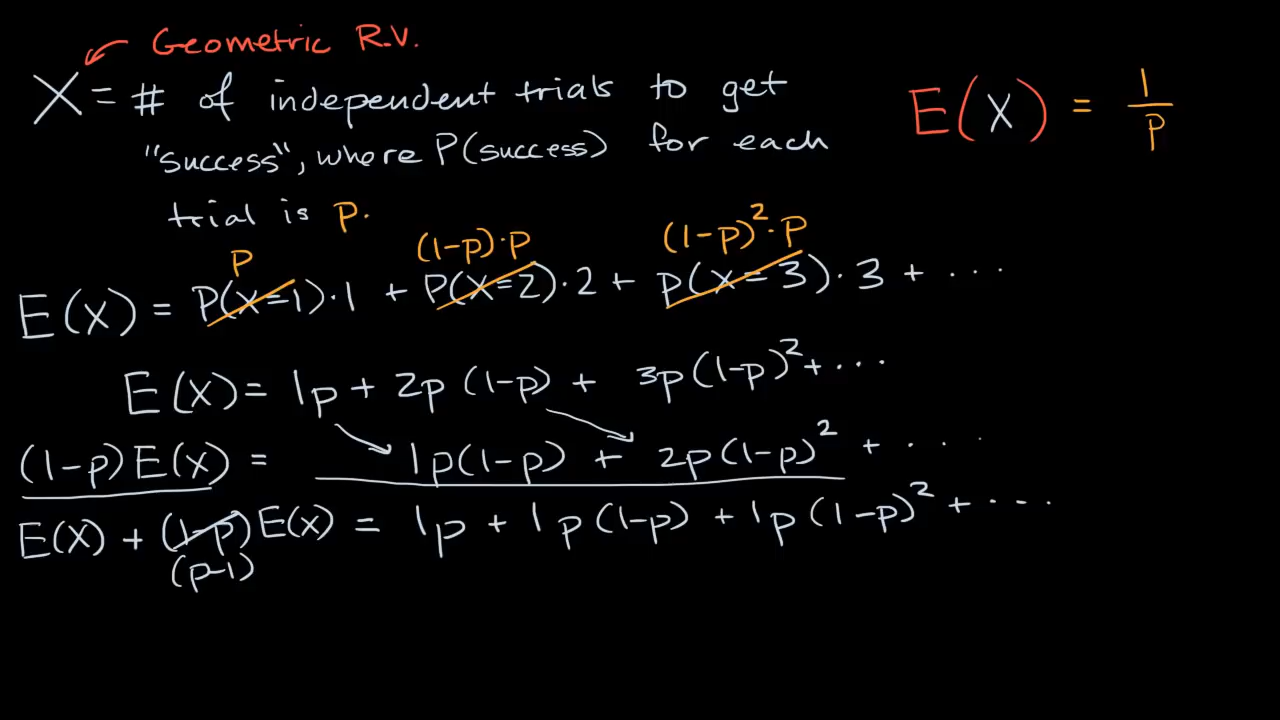 Geometric R.V.
X = # of independent trials to get
"success", where P(success) for each
trial is P.
E(X) = 1/P
P (1-p)·P (1-p)²·P
E(X) = P(X=1)·1 + P(X=2)·2 + p(X=3)·3 + ...
E(X) = 1p + 2p(1-p) + 3p(1-p)² + ...
(1-p)E(X) = 1p(1-p) + 2p(1-p)² + ...
E(X) + (1-p)E(X) = 1p + 1p(1-p) + 1p(1-p)² + ...
(p-1)